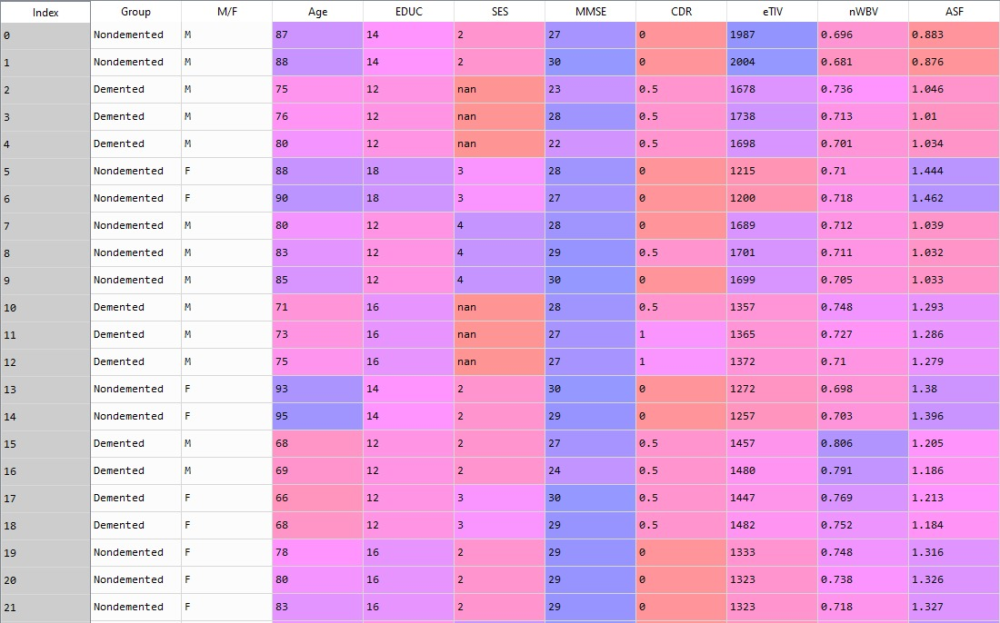 Index Group M/F Age EDUC SES MMSE CDR eTIV nWBV ASF
0 Nondemented M 87 14 2 27 0 1987 0.696 0.883
1 Nondemented M 88 14 2 30 0 2004 0.681 0.876
2 Demented M 75 12 nan 23 0.5 1678 0.736 1.046
3 Demented M 76 12 nan 28 0.5 1738 0.713 1.01
4 Demented M 80 12 nan 22 0.5 1698 0.701 1.034
5 Nondemented F 88 18 3 28 0 1215 0.71 1.444
6 Nondemented F 90 18 3 27 0 1200 0.718 1.462
7 Nondemented M 80 12 4 28 0 1689 0.712 1.039
8 Nondemented M 83 12 4 29 0.5 1701 0.711 1.032
9 Nondemented M 85 12 4 30 0 1699 0.705 1.033
10 Demented M 71 16 nan 28 0.5 1357 0.748 1.293
11 Demented M 73 16 nan 27 1 1365 0.727 1.286
12 Demented M 75 16 nan 27 1 1372 0.71 1.279
13 Nondemented F 93 14 2 30 0 1272 0.698 1.38
14 Nondemented F 95 14 2 29 0 1257 0.703 1.396
15 Demented M 68 12 2 27 0.5 1457 0.806 1.205
16 Demented M 69 12 2 24 0.5 1480 0.791 1.186
17 Demented F 66 12 3 30 0.5 1447 0.769 1.213
18 Demented F 68 12 3 29 0.5 1482 0.752 1.184
19 Nondemented F 78 16 2 29 0 1333 0.748 1.316
20 Nondemented F 80 16 2 29 0 1323 0.738 1.326
21 Nondemented F 83 16 2 29 0 1323 0.718 1.327